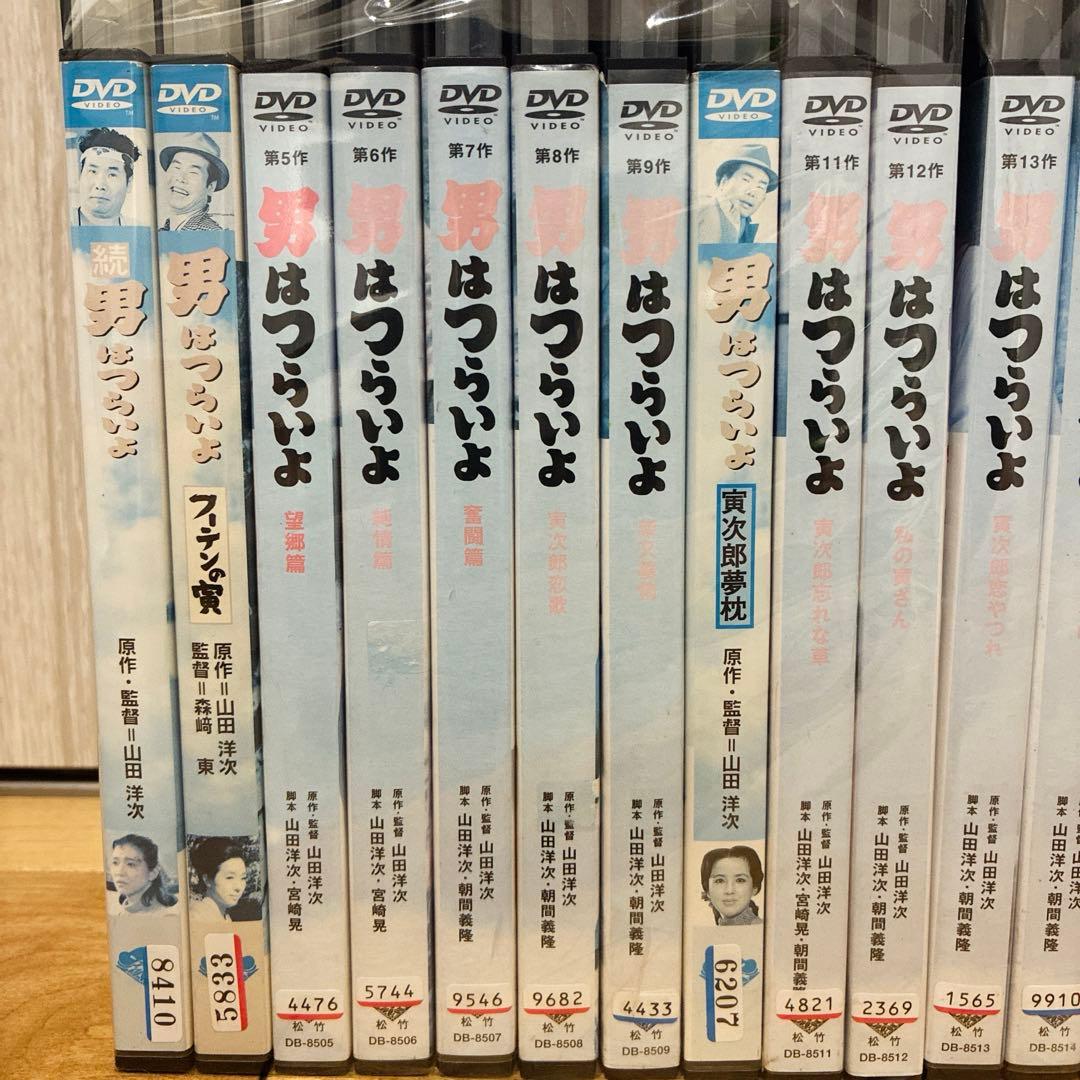 DVD
VIDEO
続
男はつらいよ
原作・監督＝山田 洋次
8410
DVD
VIDEO
男はつらいよ
フーテンの寅
原作＝山田 洋次
監督＝森﨑 東
5833
DVD
VIDEO
第5作
男はつらいよ
望郷篇
原作・監督 山田洋次
脚本 山田洋次・宮崎晃
4476
松竹
DB-8505
DVD
VIDEO
第6作
男はつらいよ
純情篇
原作・監督 山田洋次
脚本 山田洋次・宮崎晃
5744
松竹
DB-8506
DVD
VIDEO
第7作
男はつらいよ
奮闘篇
原作・監督 山田洋次
脚本 山田洋次・朝間義隆
9546
松竹
DB-8507
DVD
VIDEO
第8作
男はつらいよ
寅次郎恋歌
原作・監督 山田洋次
脚本 山田洋次・朝間義隆
9682
松竹
DB-8508
DVD
VIDEO
第9作
男はつらいよ
柴又慕情
原作・監督 山田洋次
脚本 山田洋次・朝間義隆
4433
松竹
DB-8509
DVD
VIDEO
男はつらいよ
寅次郎夢枕
原作・監督＝山田 洋次
6207
DVD
VIDEO
第11作
男はつらいよ
寅次郎忘れな草
原作・監督 山田洋次
脚本 山田洋次・宮崎晃・朝間義隆
4821
松竹
DB-8511
DVD
VIDEO
第12作
男はつらいよ
私の寅さん
原作・監督 山田洋次
脚本 山田洋次・朝間義隆
2369
松竹
DB-8512
DVD
VIDEO
第13作
男はつらいよ
寅次郎恋やつれ
原作・監督 山田洋次
脚本 山田洋次・朝間義隆
1565
松竹
DB-8513
原作・監督
脚本 山田洋次
9910
松竹
DB-8514